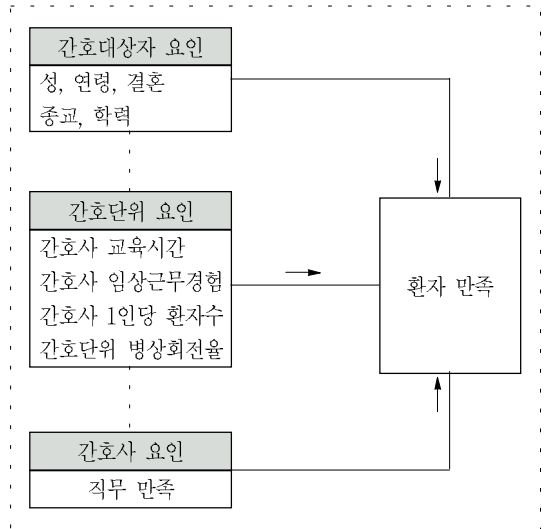 간호대상자 요인
성, 연령, 결혼
종교, 학력
간호단위 요인
간호사 교육시간
간호사 임상근무경험
간호사 1인당 환자수
간호단위 병상회전율
환자 만족
간호사 요인
직무 만족